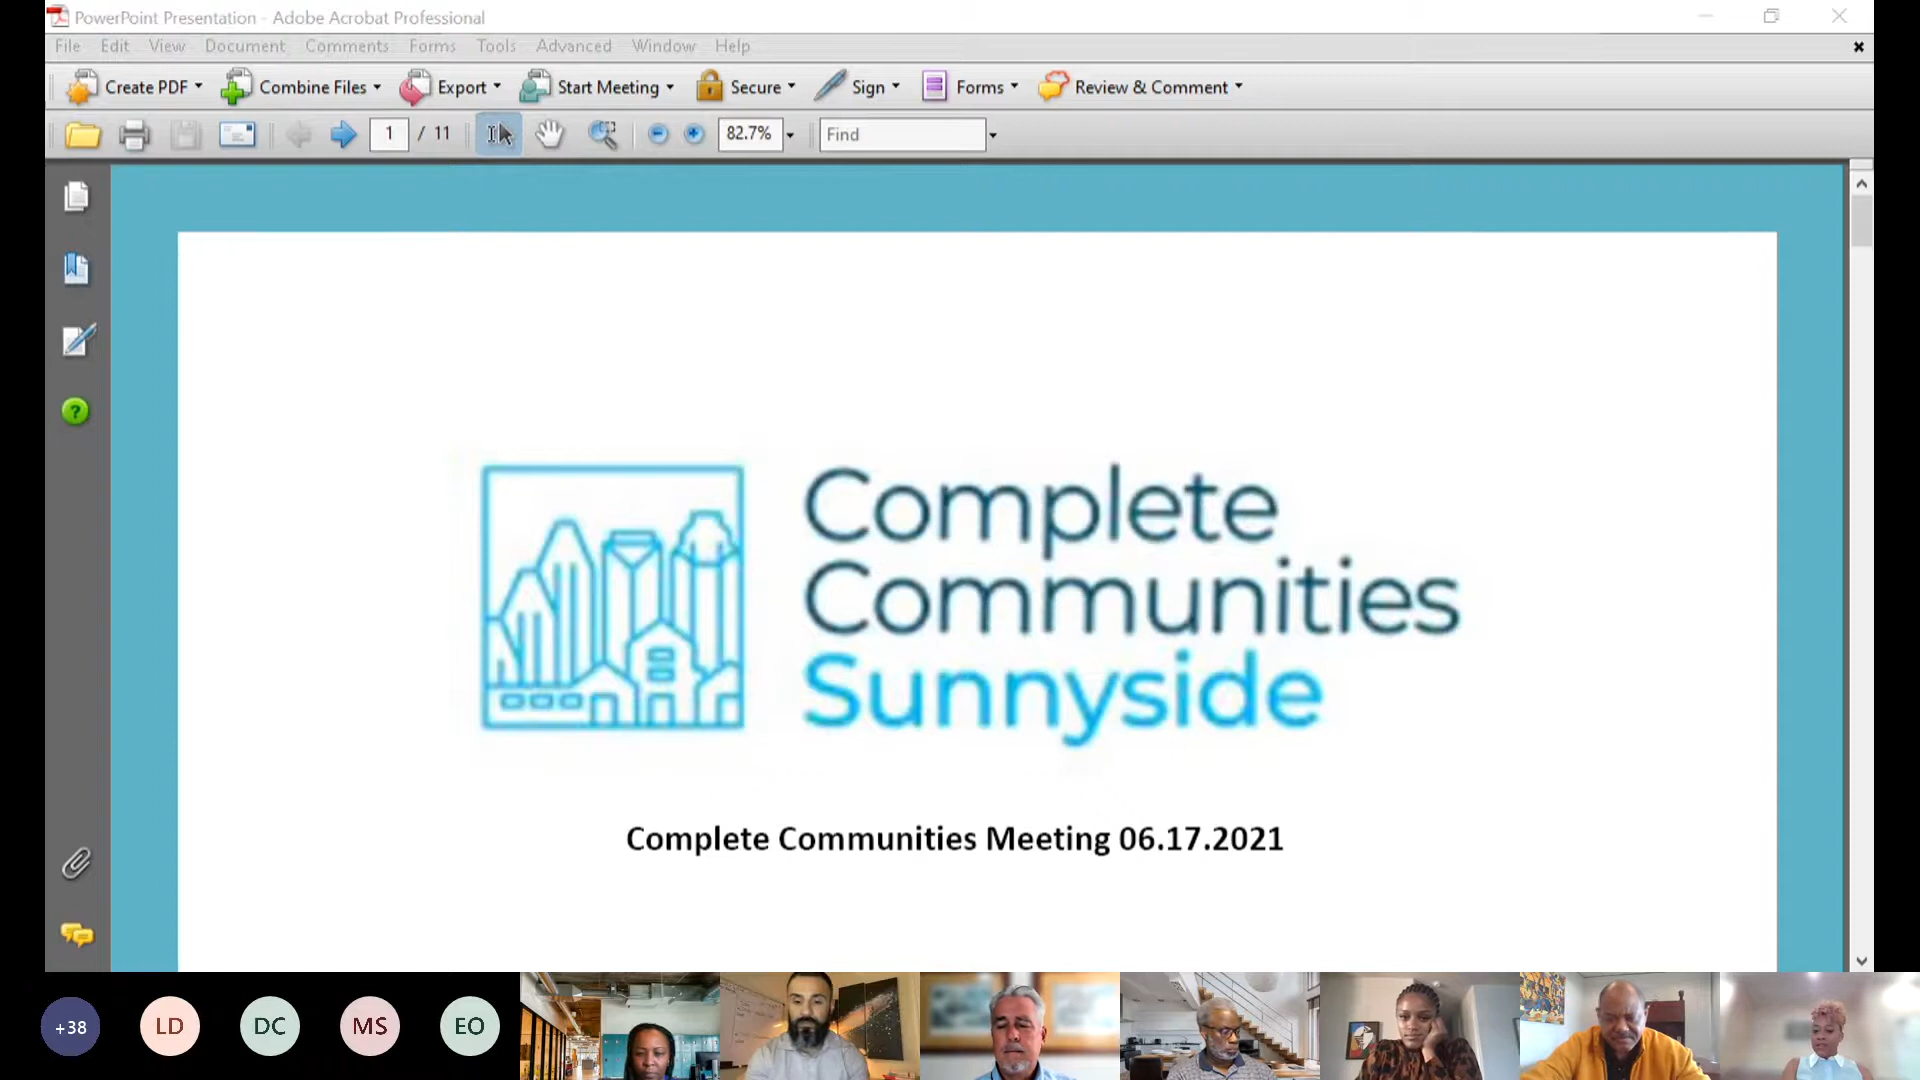 PowerPoint Presentation - Adobe Acrobat Professional
File Edit View Document Comments Forms Tools Advanced Window Help
Create PDF Combine Files Export Start Meeting Secure Sign Forms Review & Comment
1 / 11 82.7% Find
Complete
Communities
Sunnyside
Complete Communities Meeting 06.17.2021
+38 LD DC MS EO